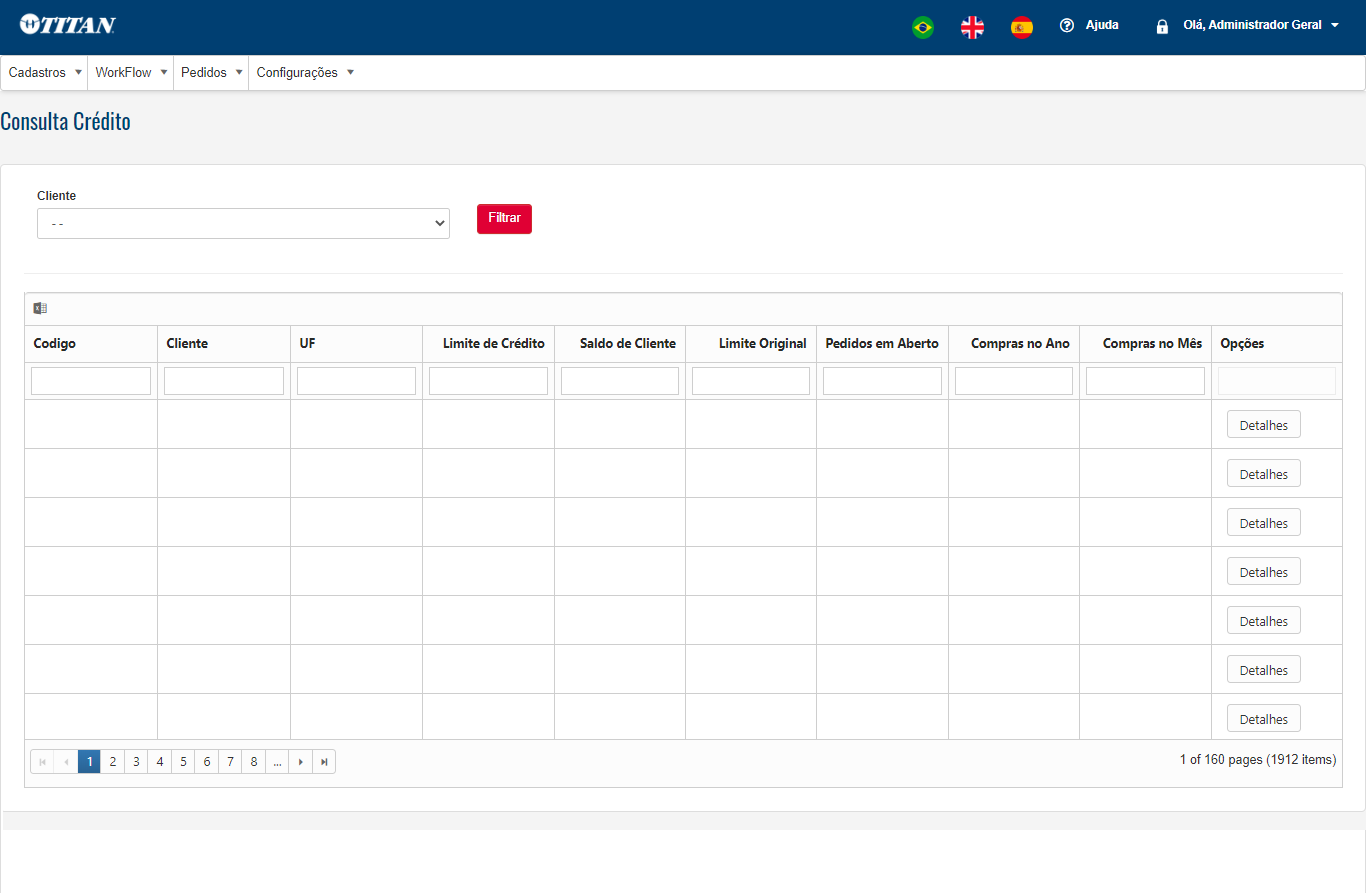 TITAN
Ajuda
Olá, Administrador Geral
Cadastros WorkFlow Pedidos Configurações
Consulta Crédito
Cliente
- -
Filtrar
Codigo Cliente UF Limite de Crédito Saldo de Cliente Limite Original Pedidos em Aberto Compras no Ano Compras no Mês Opções
Detalhes
Detalhes
Detalhes
Detalhes
Detalhes
Detalhes
Detalhes
1 2 3 4 5 6 7 8 ...
1 of 160 pages (1912 items)